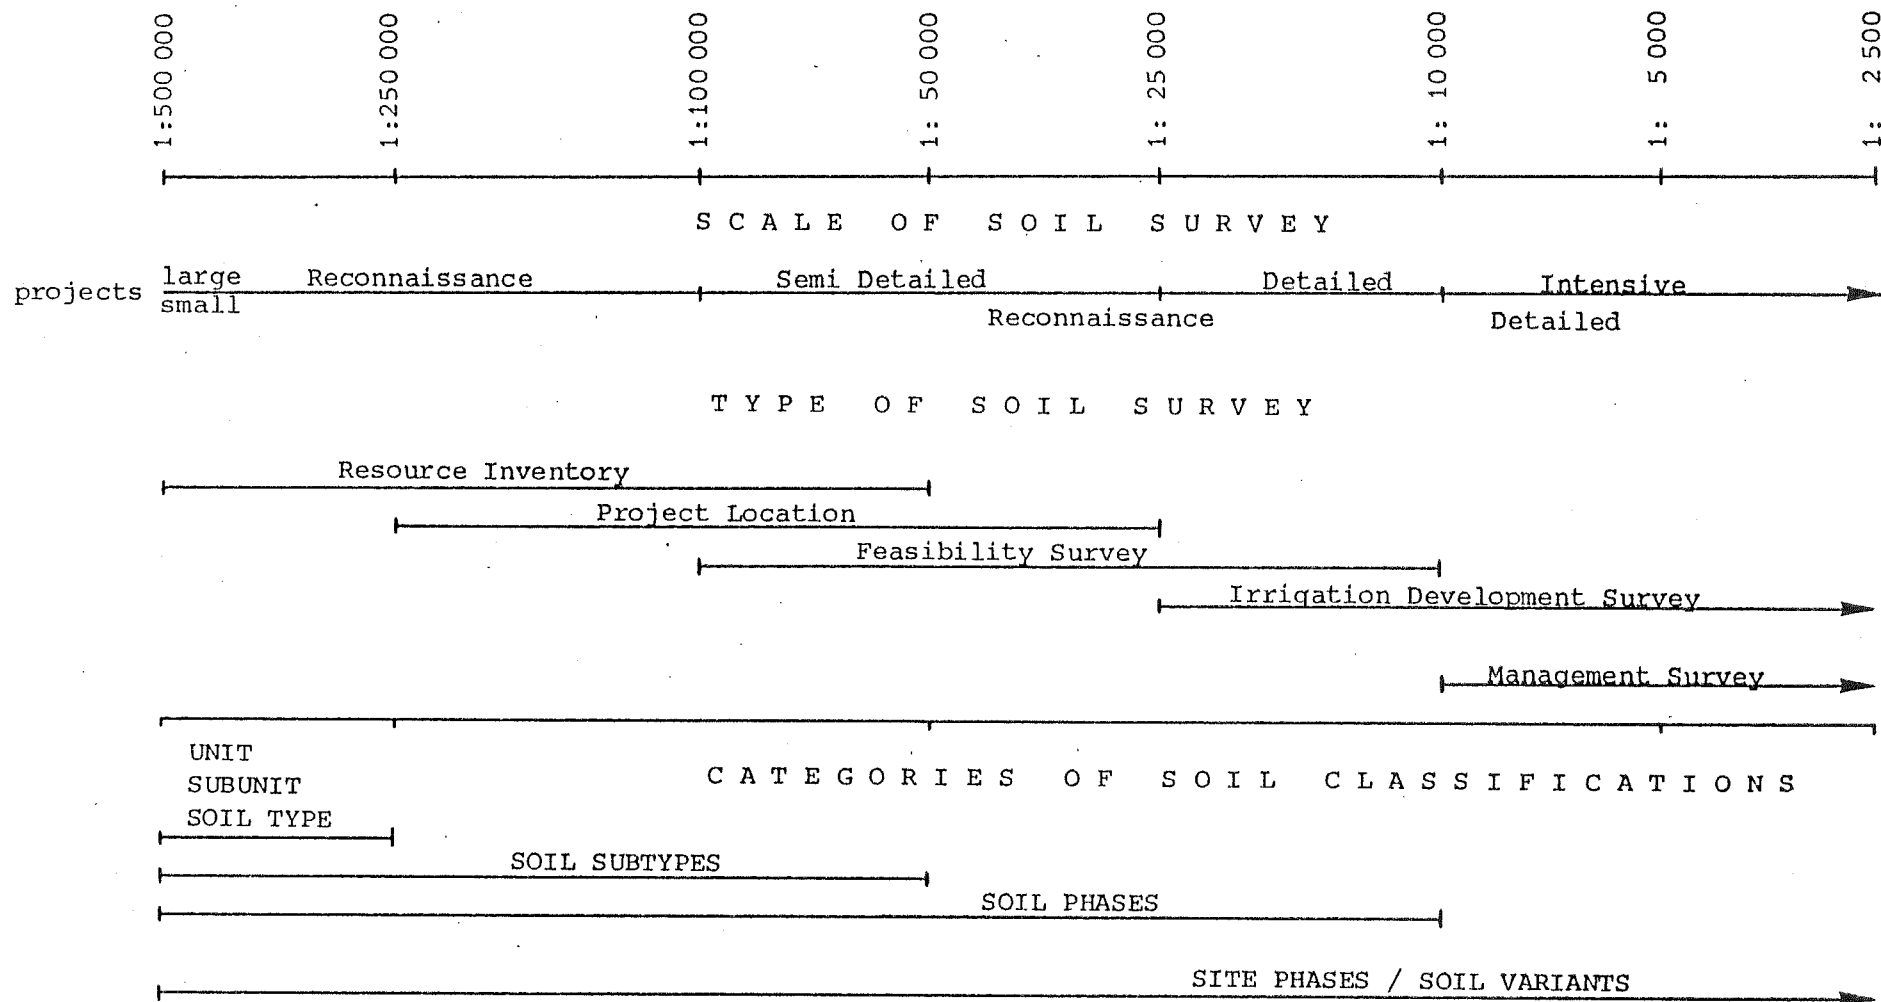 1:500 000
1:250 000
1:100 000
1: 50 000
1: 25 000
1: 10 000
1: 5 000
1: 2 500
SCALE OF SOIL SURVEY
projects large Reconnaissance Semi Detailed Detailed Intensive
small Reconnaissance Detailed
TYPE OF SOIL SURVEY
Resource Inventory
Project Location
Feasibility Survey
Irrigation Development Survey
Management Survey
UNIT
SUBUNIT
SOIL TYPE
CATEGORIES OF SOIL CLASSIFICATIONS
SOIL SUBTYPES
SOIL PHASES
SITE PHASES / SOIL VARIANTS